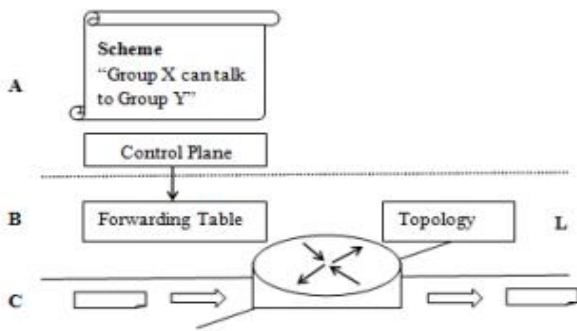 Scheme
“Group X can talk
to Group Y”
A
Control Plane
B
Forwarding Table
Topology
L
C